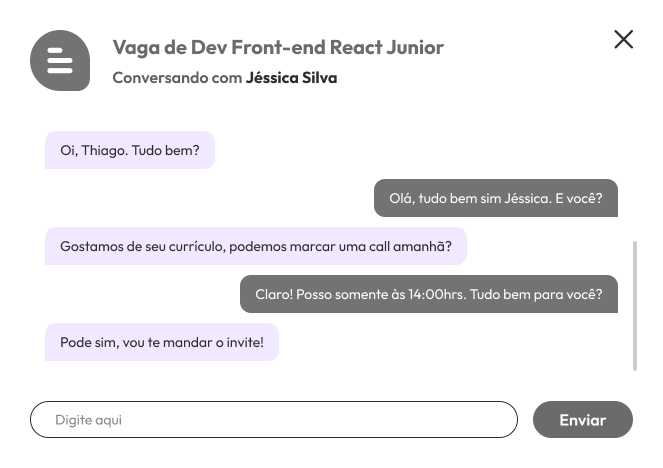 Vaga de Dev Front-end React Junior
Conversando com Jéssica Silva
Oi, Thiago. Tudo bem?
Olá, tudo bem sim Jéssica. E você?
Gostamos de seu currículo, podemos marcar uma call amanhã?
Claro! Posso somente às 14:00hrs. Tudo bem para você?
Pode sim, vou te mandar o invite!
Digite aqui
Enviar